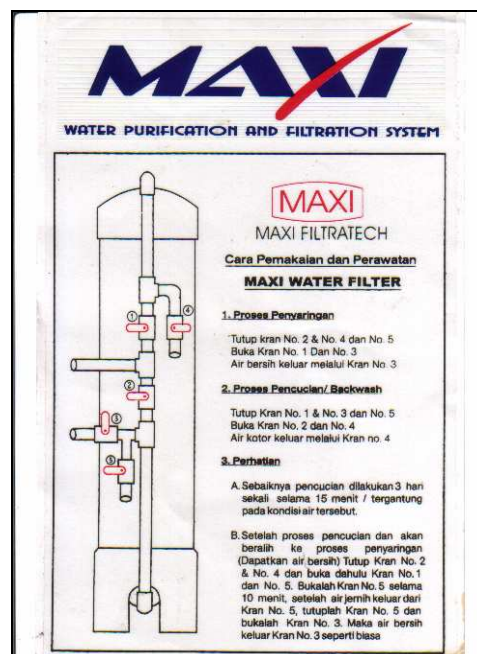 MAXI
WATER PURIFICATION AND FILTRATION SYSTEM
MAXI
MAXI FILTRATECH
Cara Pemakaian dan Perawatan
MAXI WATER FILTER
1. Proses Penyaringan
Tutup kran No. 2 & No. 4 dan No. 5
Buka Kran No. 1 Dan No. 3
Air bersih keluar melalui Kran No. 3
2. Proses Pencucian/ Backwash
Tutup Kran No. 1 & No. 3 dan No. 5
Buka Kran No. 2 dan No. 4
Air kotor keluar melalui Kran no. 4
3. Perhatian
A. Sebaiknya pencucian dilakukan 3 hari
sekali selama 15 menit / tergantung
pada kondisi air tersebut.
B. Setelah proses pencucian dan akan
beralih ke proses penyaringan
(Dapatkan air bersih) Tutup Kran No. 2
& No. 4 dan buka dahulu Kran No. 1
dan No. 5. Bukalah Kran No. 5 selama
10 menit, setelah air jernih keluar dari
Kran No. 5, tutuplah Kran No. 5 dan
bukalah Kran No. 3. Maka air bersih
keluar Kran No. 3 seperti biasa
1
4
2